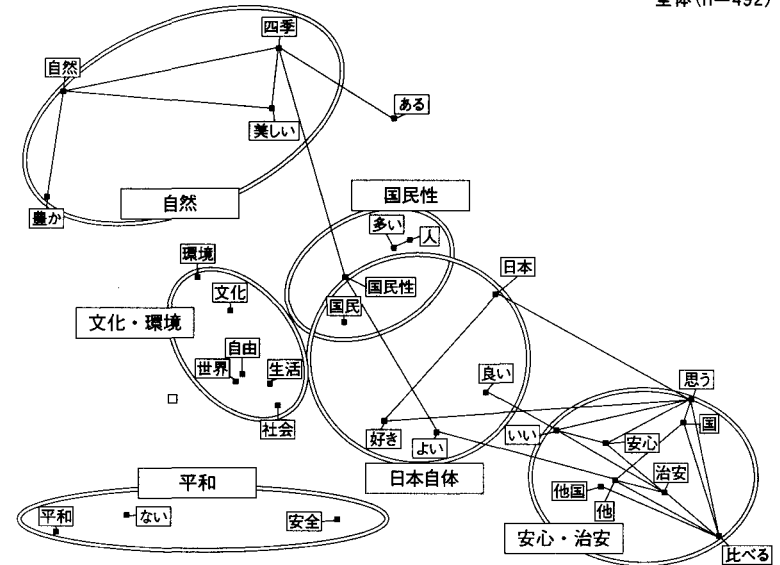 全体(n=492)
四季
自然
ある
美しい
自然
国民性
豊か
多い
人
環境
日本
国民性
文化
国民
文化・環境
自由
世界
生活
良い
思う
社会
国
好き
よい
いい
安心
日本自体
治安
平和
他国
他
平和
ない
安全
安心・治安
比べる